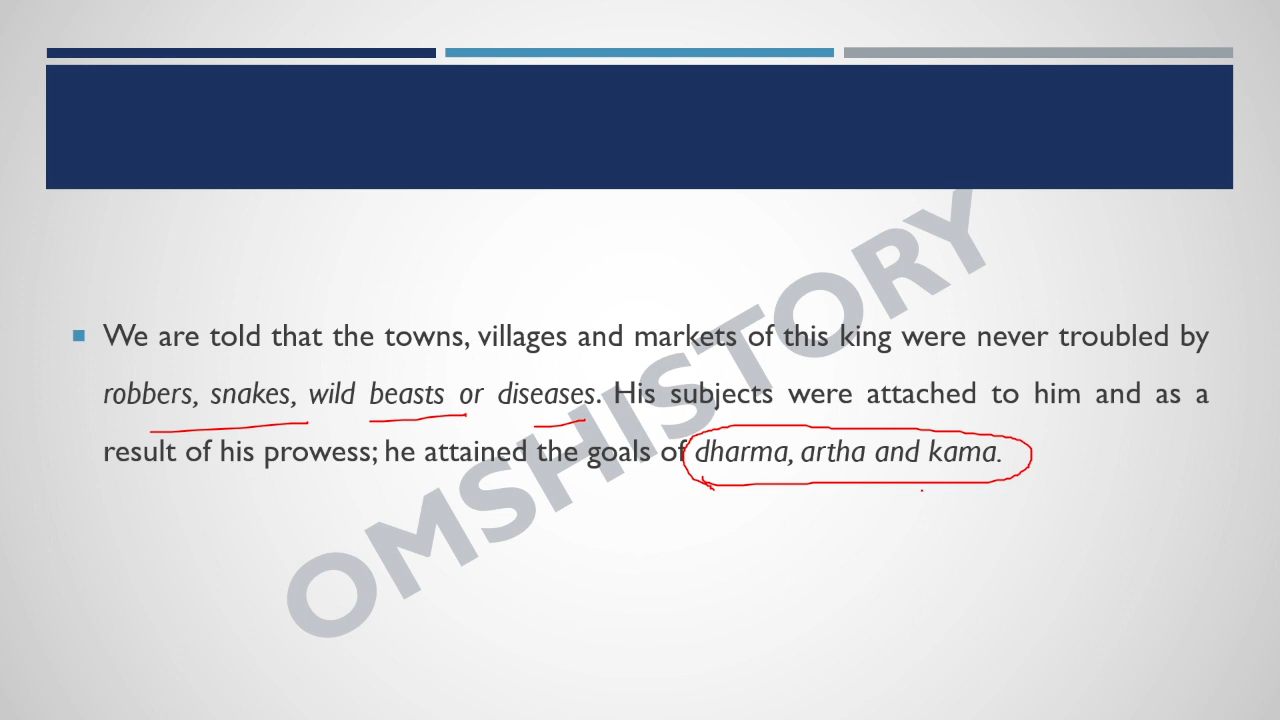 We are told that the towns, villages and markets of this king were never troubled by
robbers, snakes, wild beasts or diseases. His subjects were attached to him and as a
result of his prowess; he attained the goals of dharma, artha and kama.
OMSHISTORY